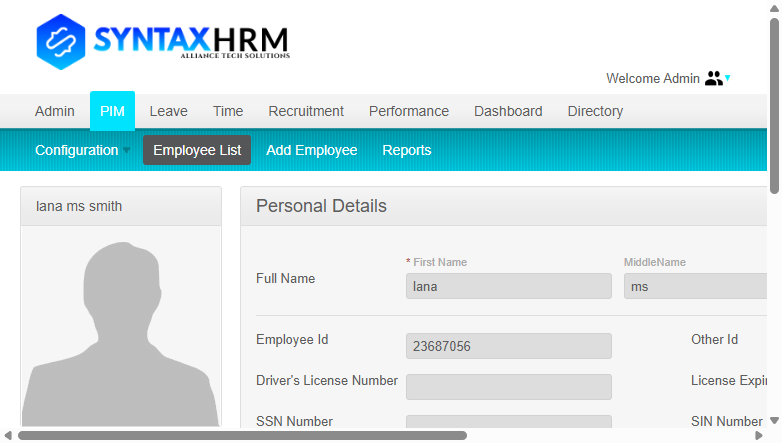 SYNTAXHRM
ALLIANCE TECH SOLUTIONS
Welcome Admin
Admin PIM Leave Time Recruitment Performance Dashboard Directory
Configuration Employee List Add Employee Reports
lana ms smith
Personal Details
* First Name MiddleName
Full Name lana ms
Employee Id 23687056 Other Id
Driver's License Number License Expir
SSN Number SIN Number